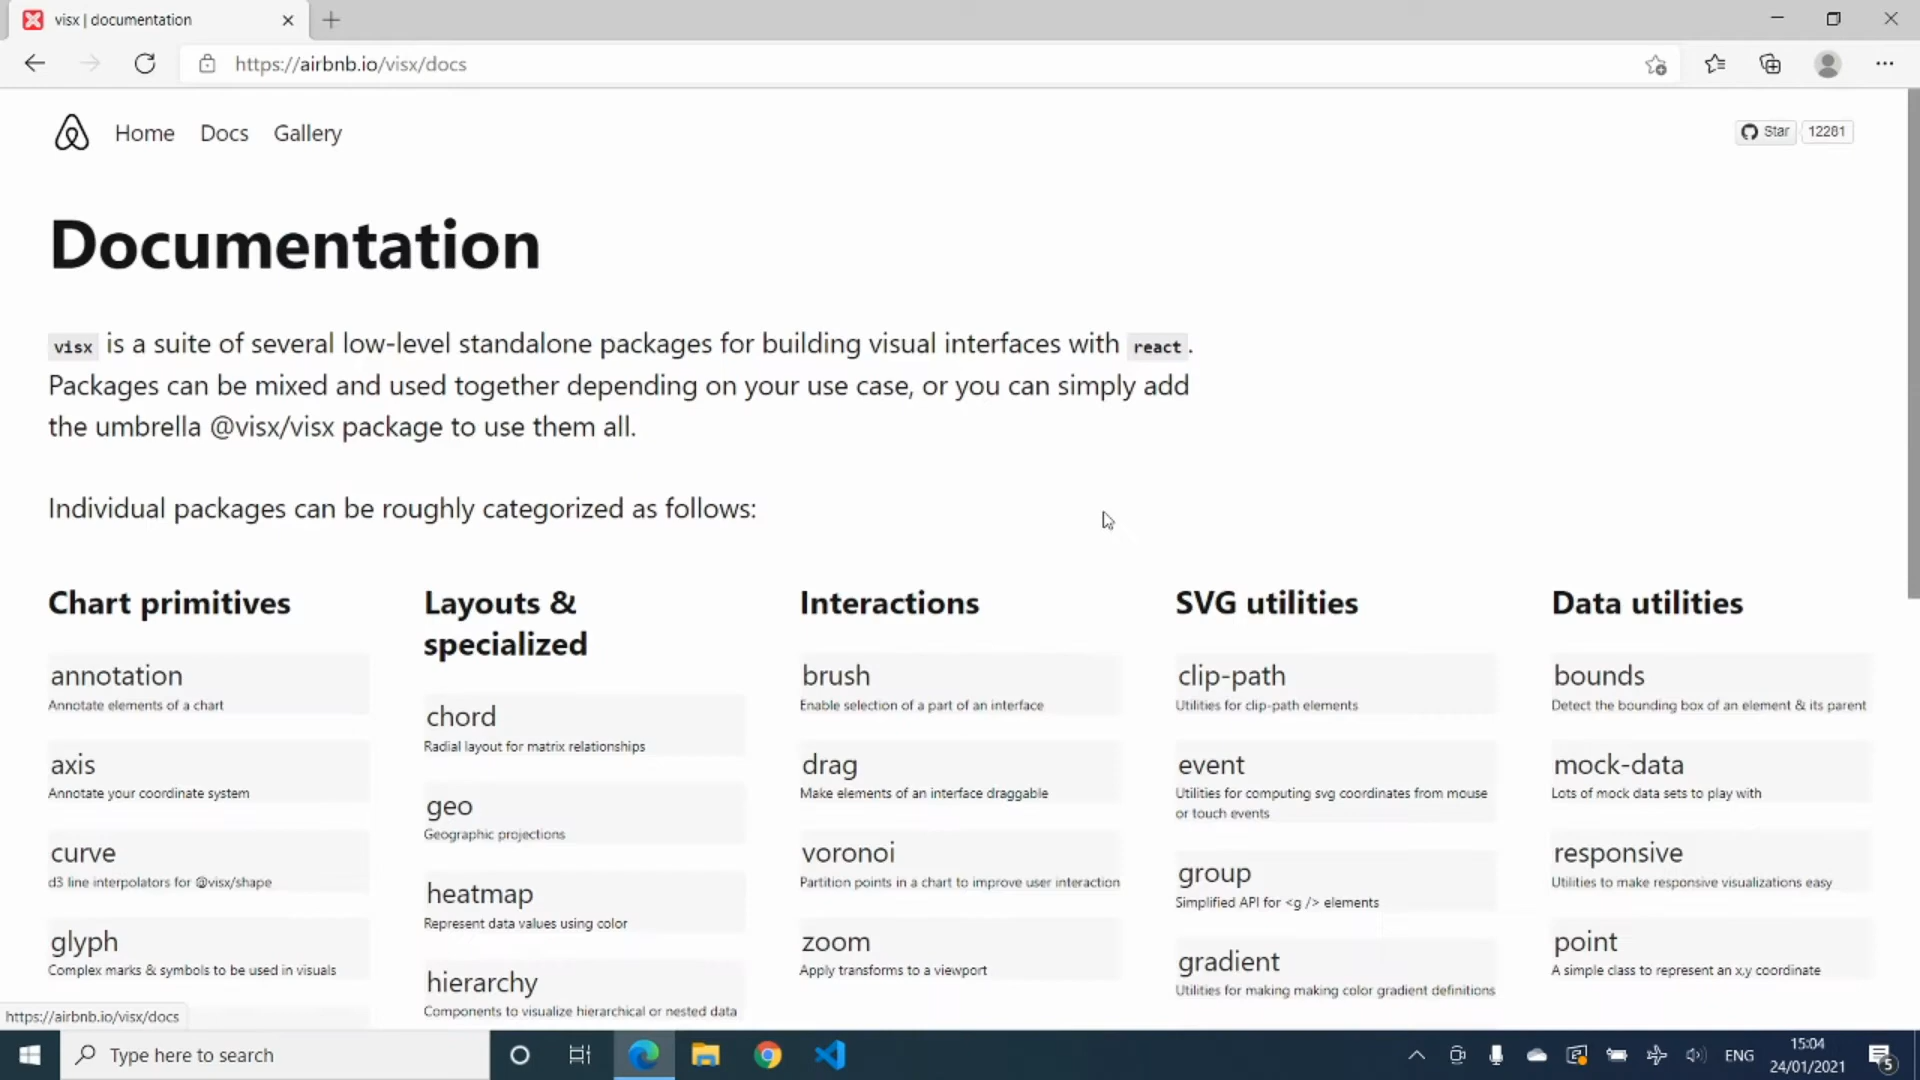 visx | documentation
https://airbnb.io/visx/docs
Home Docs Gallery
Star 12281
Documentation
visx is a suite of several low-level standalone packages for building visual interfaces with react.
Packages can be mixed and used together depending on your use case, or you can simply add
the umbrella @visx/visx package to use them all.
Individual packages can be roughly categorized as follows:
Chart primitives
annotation
Annotate elements of a chart
axis
Annotate your coordinate system
curve
d3 line interpolators for @visx/shape
glyph
Complex marks & symbols to be used in visuals
Layouts &
specialized
chord
Radial layout for matrix relationships
geo
Geographic projections
heatmap
Represent data values using color
hierarchy
Components to visualize hierarchical or nested data
Interactions
brush
Enable selection of a part of an interface
drag
Make elements of an interface draggable
voronoi
Partition points in a chart to improve user interaction
zoom
Apply transforms to a viewport
SVG utilities
clip-path
Utilities for clip-path elements
event
Utilities for computing svg coordinates from mouse
or touch events
group
Simplified API for <g /> elements
gradient
Utilities for making making color gradient definitions
Data utilities
bounds
Detect the bounding box of an element & its parent
mock-data
Lots of mock data sets to play with
responsive
Utilities to make responsive visualizations easy
point
A simple class to represent an x,y coordinate
https://airbnb.io/visx/docs
Type here to search
ENG
15:04
24/01/2021
5